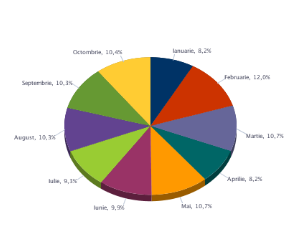 Ianuarie, 8,2%
Februarie, 12,0%
Martie, 10,7%
Aprilie, 8,2%
Mai, 10,7%
Iunie, 9,9%
Iulie, 9,3%
August, 10,3%
Septembrie, 10,3%
Octombrie, 10,4%